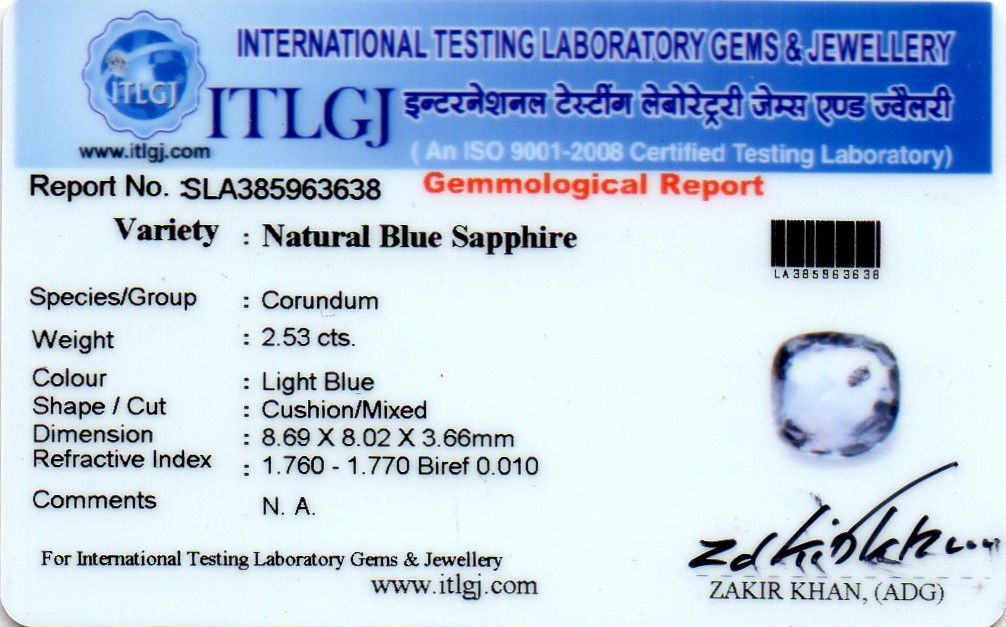 INTERNATIONAL TESTING LABORATORY GEMS & JEWELLERY
ITLGJ
ITLGJ इन्टरनेशनल टेस्टींग लेबोरेट्ररी जेम्स एण्ड ज्वैलरी
www.itlgj.com
( An ISO 9001-2008 Certified Testing Laboratory)
Report No. :SLA385963638
Gemmological Report
Variety : Natural Blue Sapphire
LA385963638
Species/Group : Corundum
Weight : 2.53 cts.
Colour : Light Blue
Shape / Cut : Cushion/Mixed
Dimension : 8.69 X 8.02 X 3.66mm
Refractive Index : 1.760 - 1.770 Biref 0.010
Comments N. A.
For International Testing Laboratory Gems & Jewellery
www.itlgj.com
ZAKIR KHAN, (ADG)